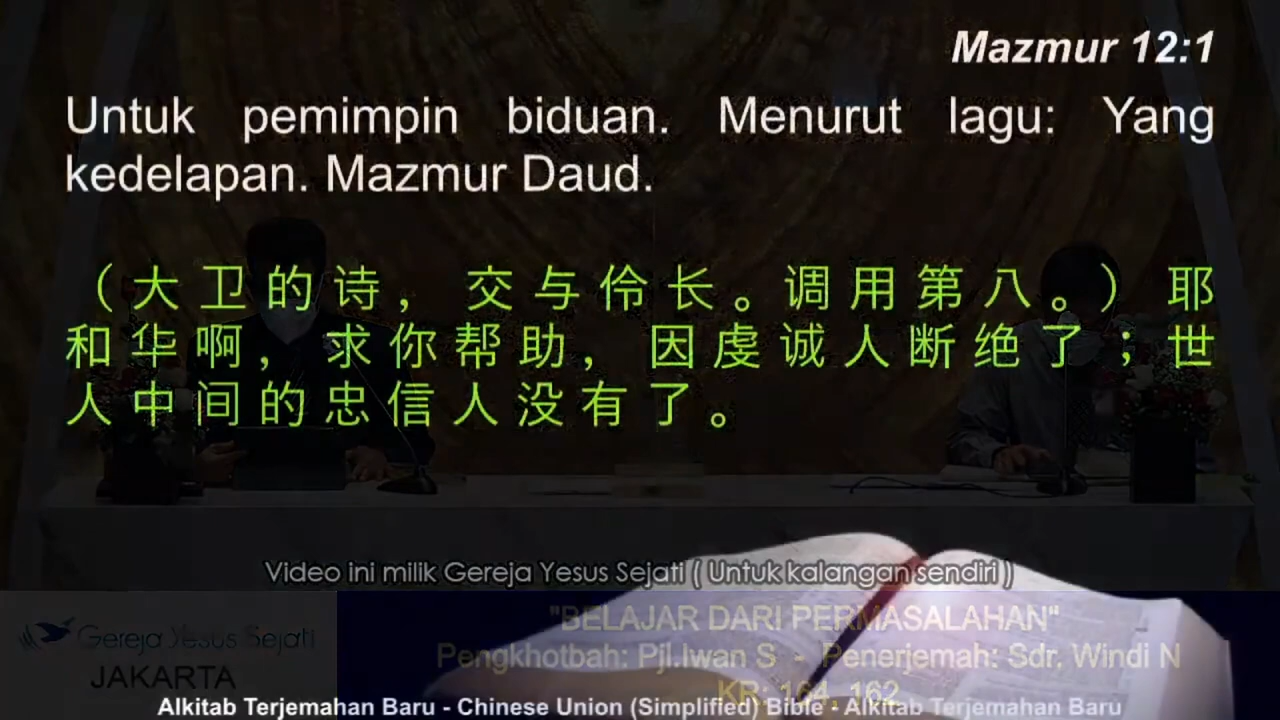 Mazmur 12:1
Untuk pemimpin biduan. Menurut lagu: Yang
kedelapan. Mazmur Daud.
（大卫的诗，交与伶长。调用第八。）耶
和华啊，求你帮助，因虔诚人断绝了；世
人中间的忠信人没有了。
Video ini milik Gereja Yesus Sejati ( Untuk kalangan sendiri )
"BELAJAR DARI PERMASALAHAN"
Gereja Yesus Sejati
Pengkhotbah: Pjl.Iwan S - Penerjemah: Sdr. Windi N
JAKARTA
KR: 164, 162
Alkitab Terjemahan Baru - Chinese Union (Simplified) Bible - Alkitab Terjemahan Baru